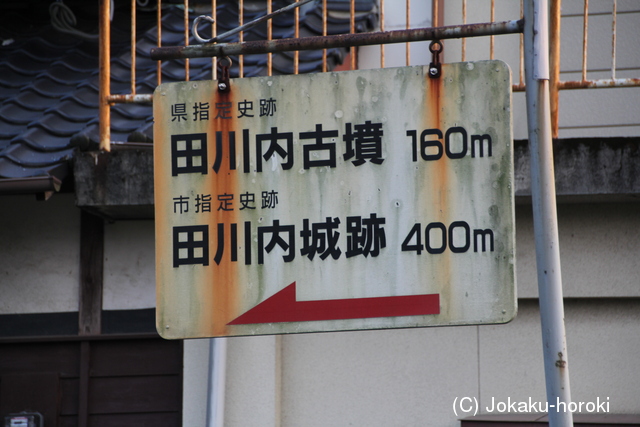 県指定史跡
田川内古墳 160m
市指定史跡
田川内城跡 400m
(C) Jokaku-horoki